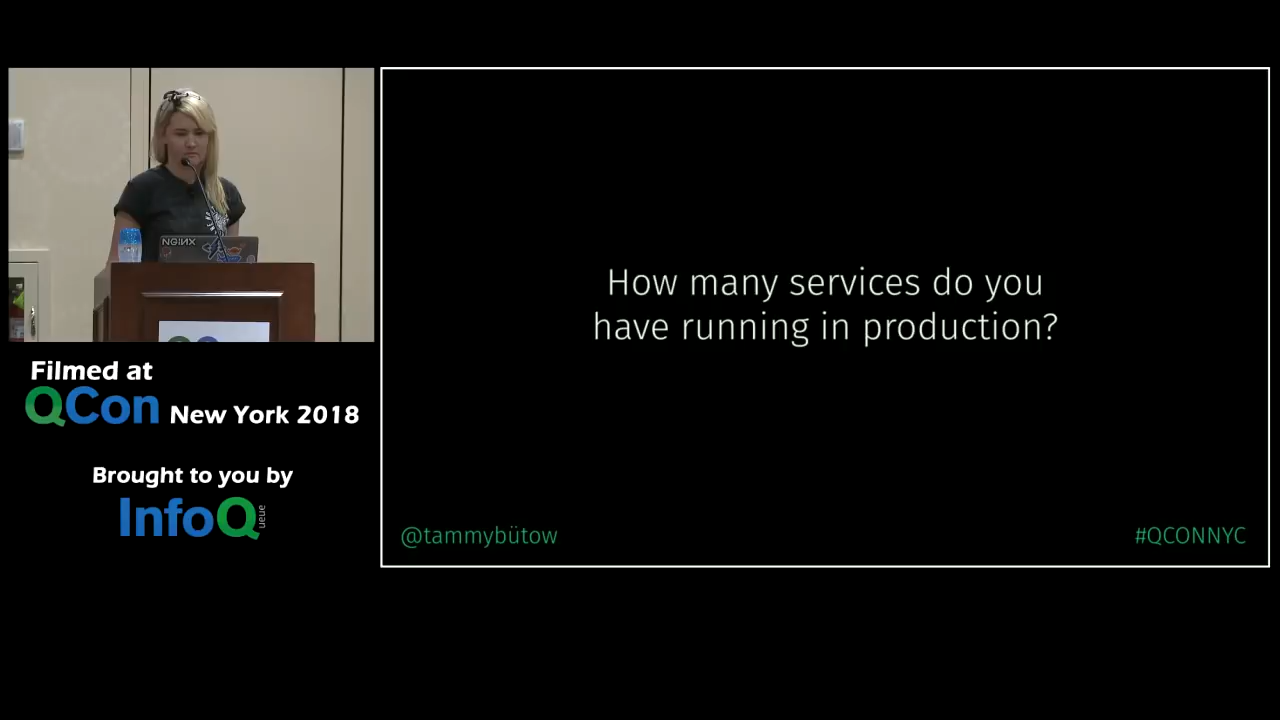 NGINX
Filmed at
QCon New York 2018
Brought to you by
InfoQ
ueue
How many services do you
have running in production?
@tammybütow
#QCONNYC